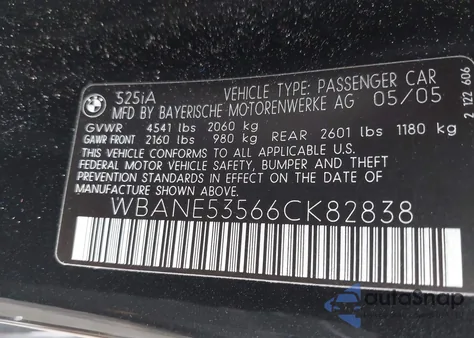 525iA VEHICLE TYPE: PASSENGER CAR
MFD BY BAYERISCHE MOTORENWERKE AG 05/05
GVWR 4541 lbs 2060 kg
GAWR FRONT 2160 lbs 980 kg REAR 2601 lbs 1180 kg
THIS VEHICLE CONFORMS TO ALL APPLICABLE U.S.
FEDERAL MOTOR VEHICLE SAFETY, BUMPER AND THEFT
PREVENTION STANDARDS IN EFFECT ON THE DATE OF
MANUFACTURE SHOWN ABOVE.
WBANE53566CK82838
2 122 606
autoSnap